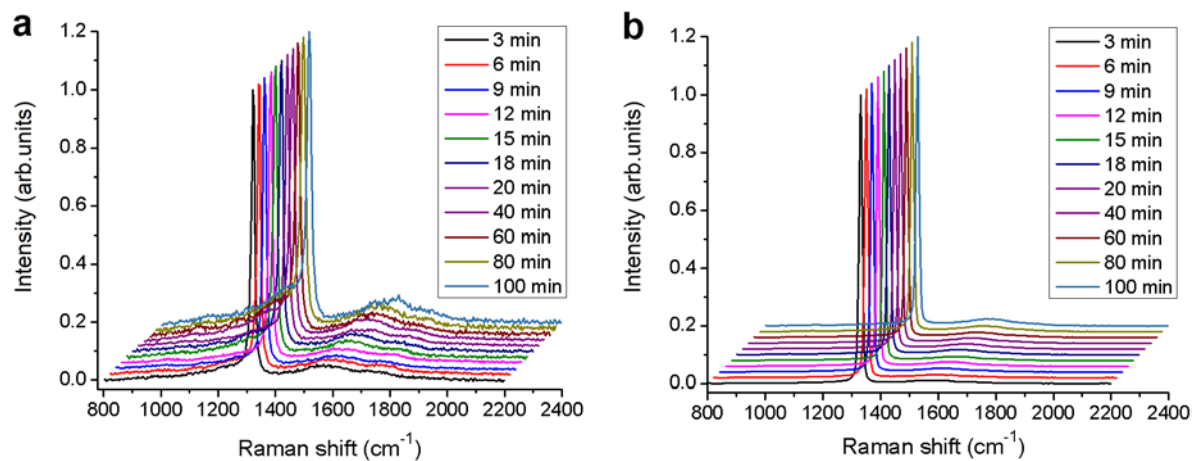 a
1.2
1.0
0.8
0.6
0.4
0.2
0.0
Intensity (arb.units)
800 1000 1200 1400 1600 1800 2000 2200 2400
Raman shift (cm⁻¹)
3 min
6 min
9 min
12 min
15 min
18 min
20 min
40 min
60 min
80 min
100 min
b
1.2
1.0
0.8
0.6
0.4
0.2
0.0
Intensity (arb.units)
800 1000 1200 1400 1600 1800 2000 2200 2400
Raman shift (cm⁻¹)
3 min
6 min
9 min
12 min
15 min
18 min
20 min
40 min
60 min
80 min
100 min